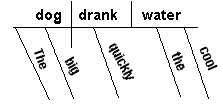 dog drank water
The big quickly the cool